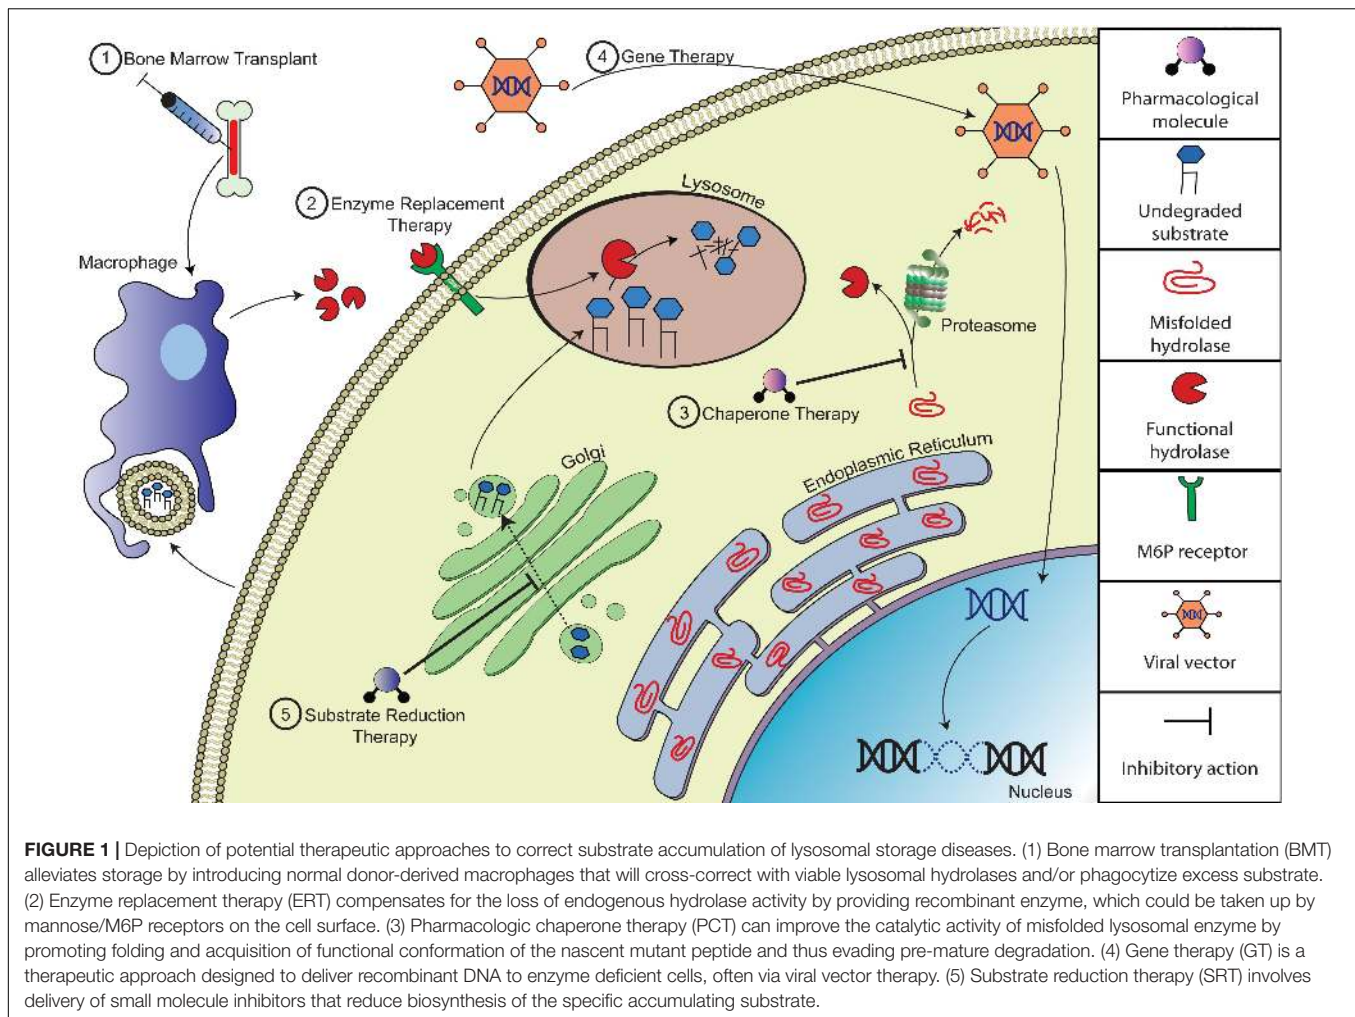 1 Bone Marrow Transplant
4 Gene Therapy
2 Enzyme Replacement
Therapy
Macrophage
Lysosome
Proteasome
3 Chaperone Therapy
Golgi
Endoplasmic Reticulum
5 Substrate Reduction
Therapy
Nucleus
Pharmacological
molecule
Undegraded
substrate
Misfolded
hydrolase
Functional
hydrolase
M6P receptor
Viral vector
Inhibitory action
FIGURE 1 | Depiction of potential therapeutic approaches to correct substrate accumulation of lysosomal storage diseases. (1) Bone marrow transplantation (BMT)
alleviates storage by introducing normal donor-derived macrophages that will cross-correct with viable lysosomal hydrolases and/or phagocytize excess substrate.
(2) Enzyme replacement therapy (ERT) compensates for the loss of endogenous hydrolase activity by providing recombinant enzyme, which could be taken up by
mannose/M6P receptors on the cell surface. (3) Pharmacologic chaperone therapy (PCT) can improve the catalytic activity of misfolded lysosomal enzyme by
promoting folding and acquisition of functional conformation of the nascent mutant peptide and thus evading pre-mature degradation. (4) Gene therapy (GT) is a
therapeutic approach designed to deliver recombinant DNA to enzyme deficient cells, often via viral vector therapy. (5) Substrate reduction therapy (SRT) involves
delivery of small molecule inhibitors that reduce biosynthesis of the specific accumulating substrate.